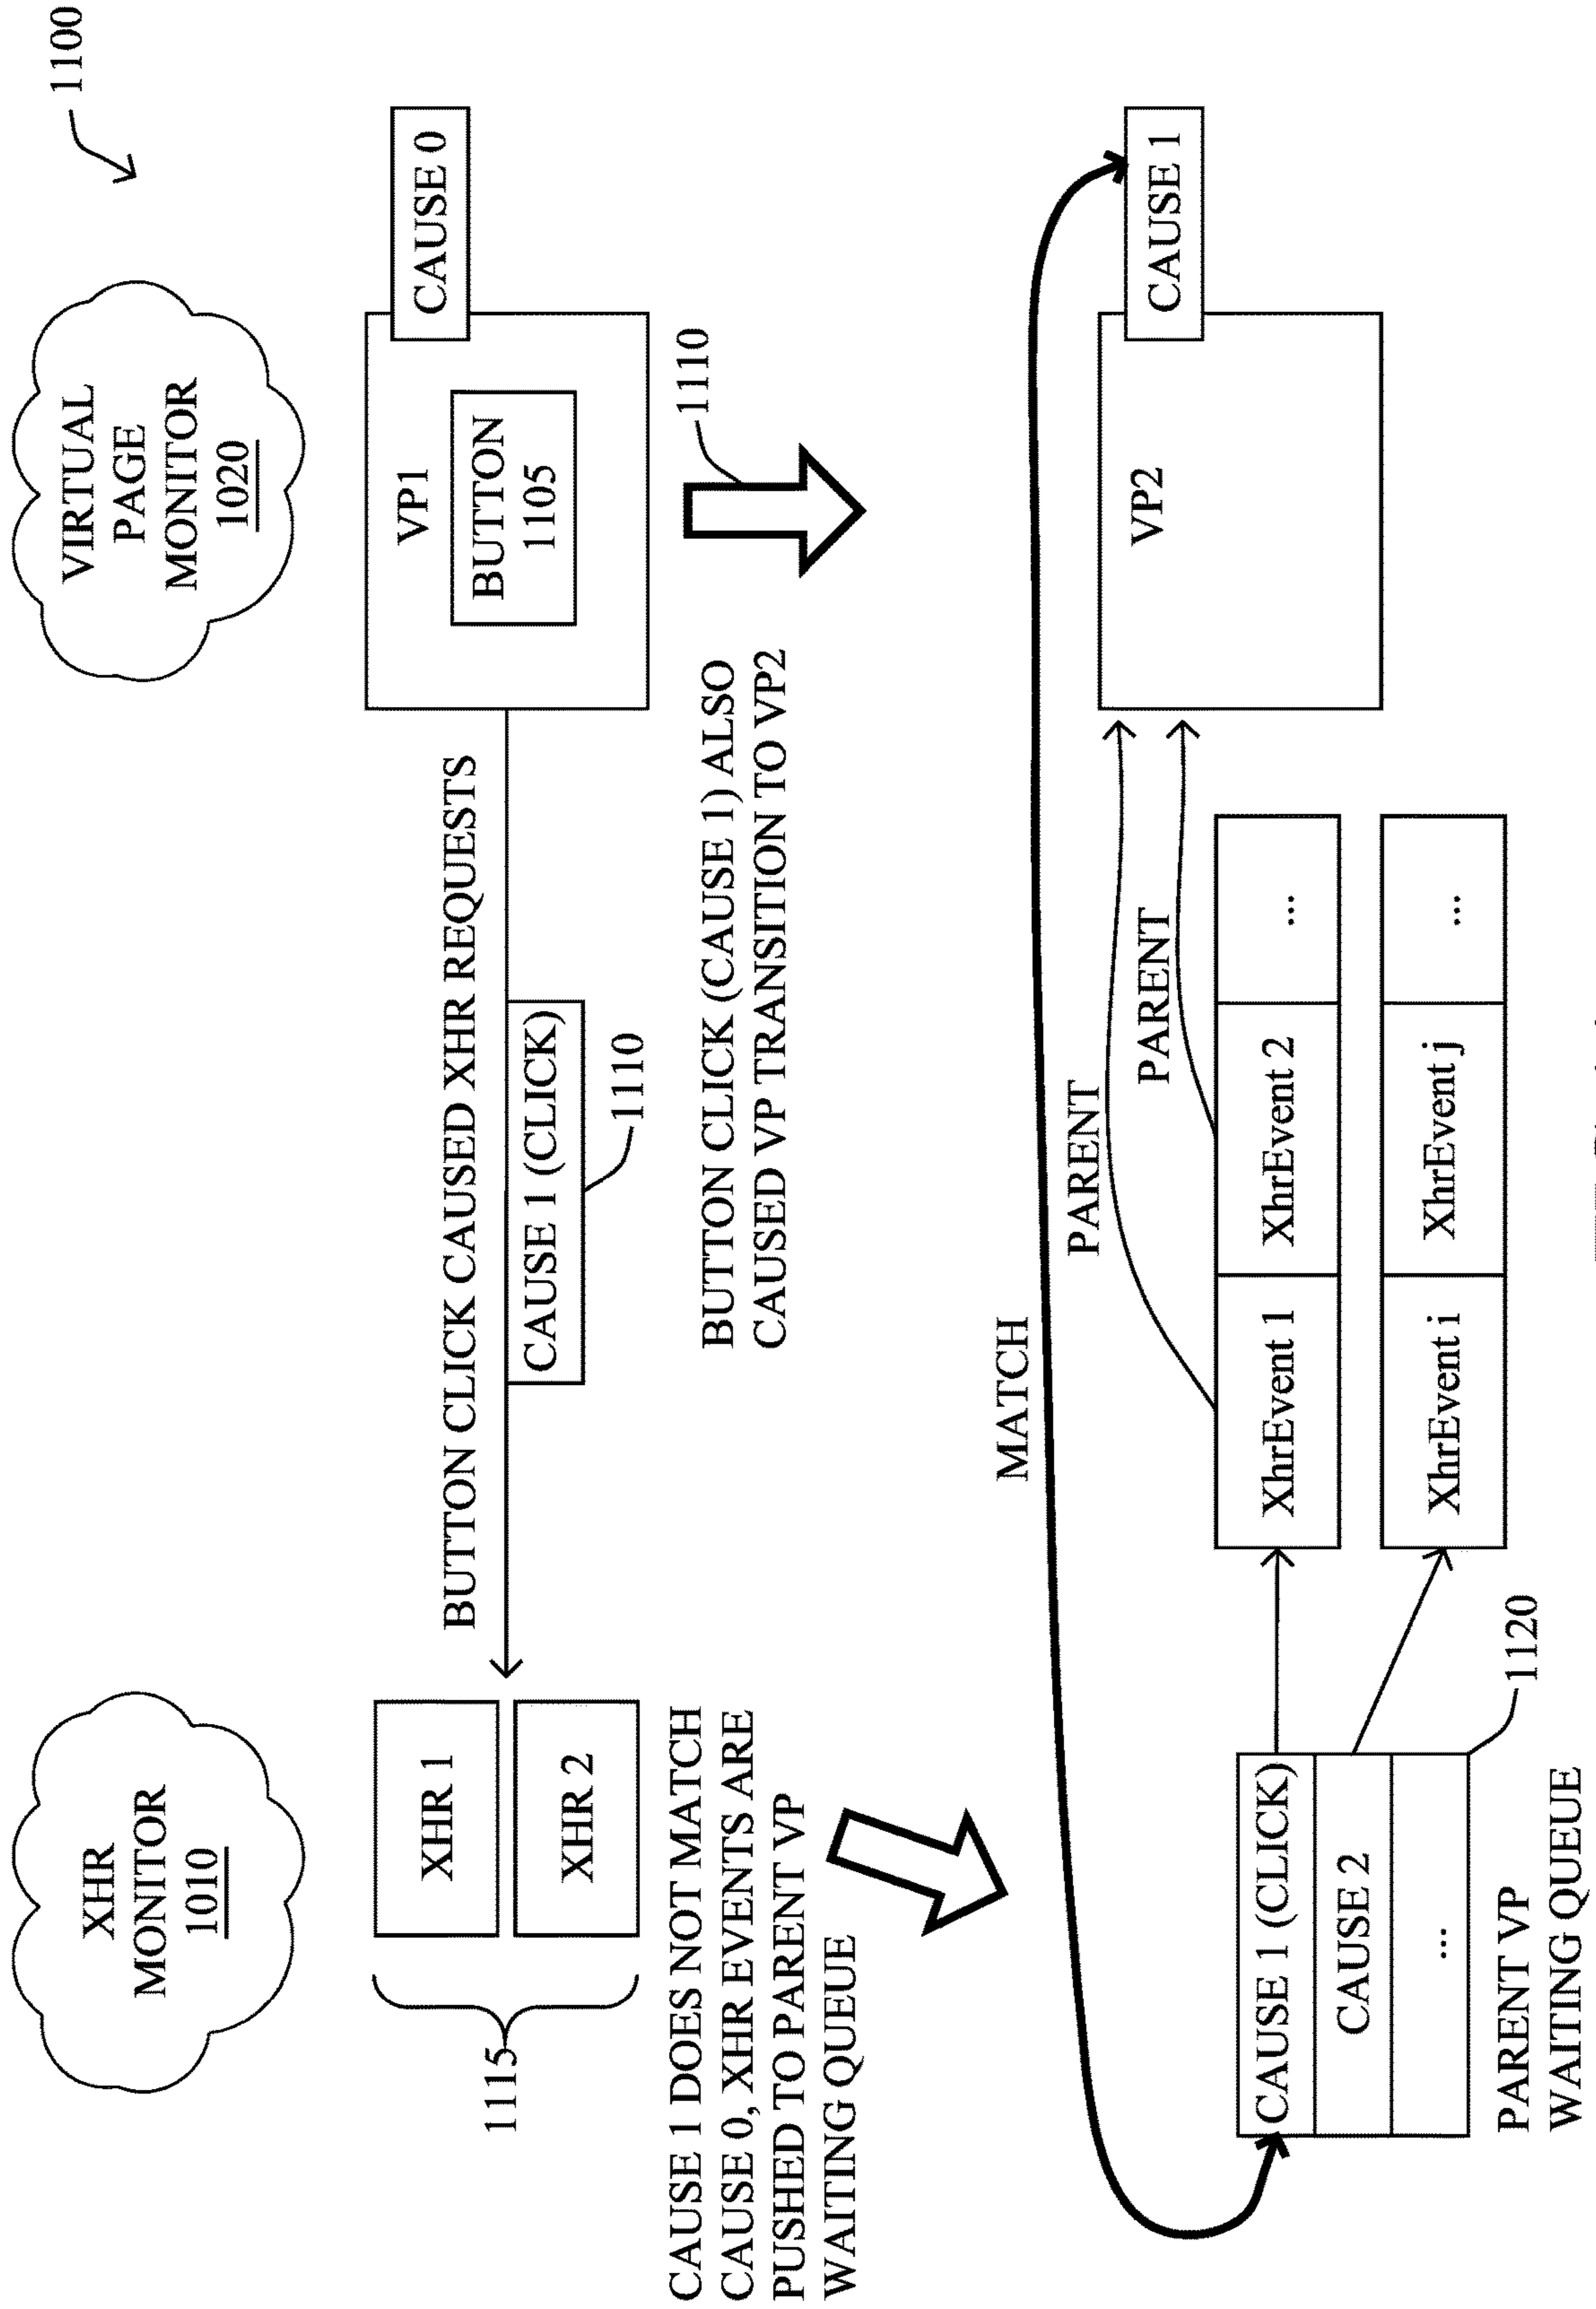 1100
XHR
MONITOR
1010
VIRTUAL
PAGE
MONITOR
1020
1115
XHR 1
XHR 2
BUTTON CLICK CAUSED XHR REQUESTS
CAUSE 1 (CLICK)
1110
VP1
BUTTON
1105
CAUSE 0
CAUSE 1 DOES NOT MATCH
CAUSE 0, XHR EVENTS ARE
PUSHED TO PARENT VP
WAITING QUEUE
BUTTON CLICK (CAUSE 1) ALSO
CAUSED VP TRANSITION TO VP2
1110
MATCH
PARENT
PARENT
VP2
CAUSE 1
CAUSE 1 (CLICK)
CAUSE 2
...
XhrEvent 1
XhrEvent 2
...
XhrEvent i
XhrEvent j
...
1120
PARENT VP
WAITING QUEUE